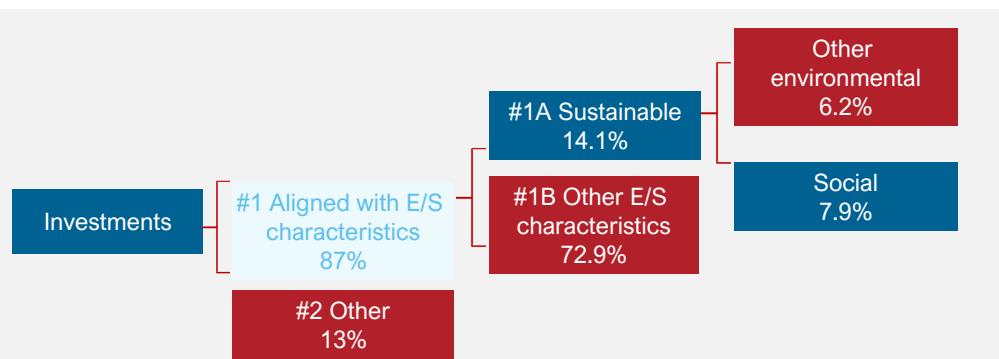 Investments
#1 Aligned with E/S
characteristics
87%
#2 Other
13%
#1A Sustainable
14.1%
#1B Other E/S
characteristics
72.9%
Other
environmental
6.2%
Social
7.9%